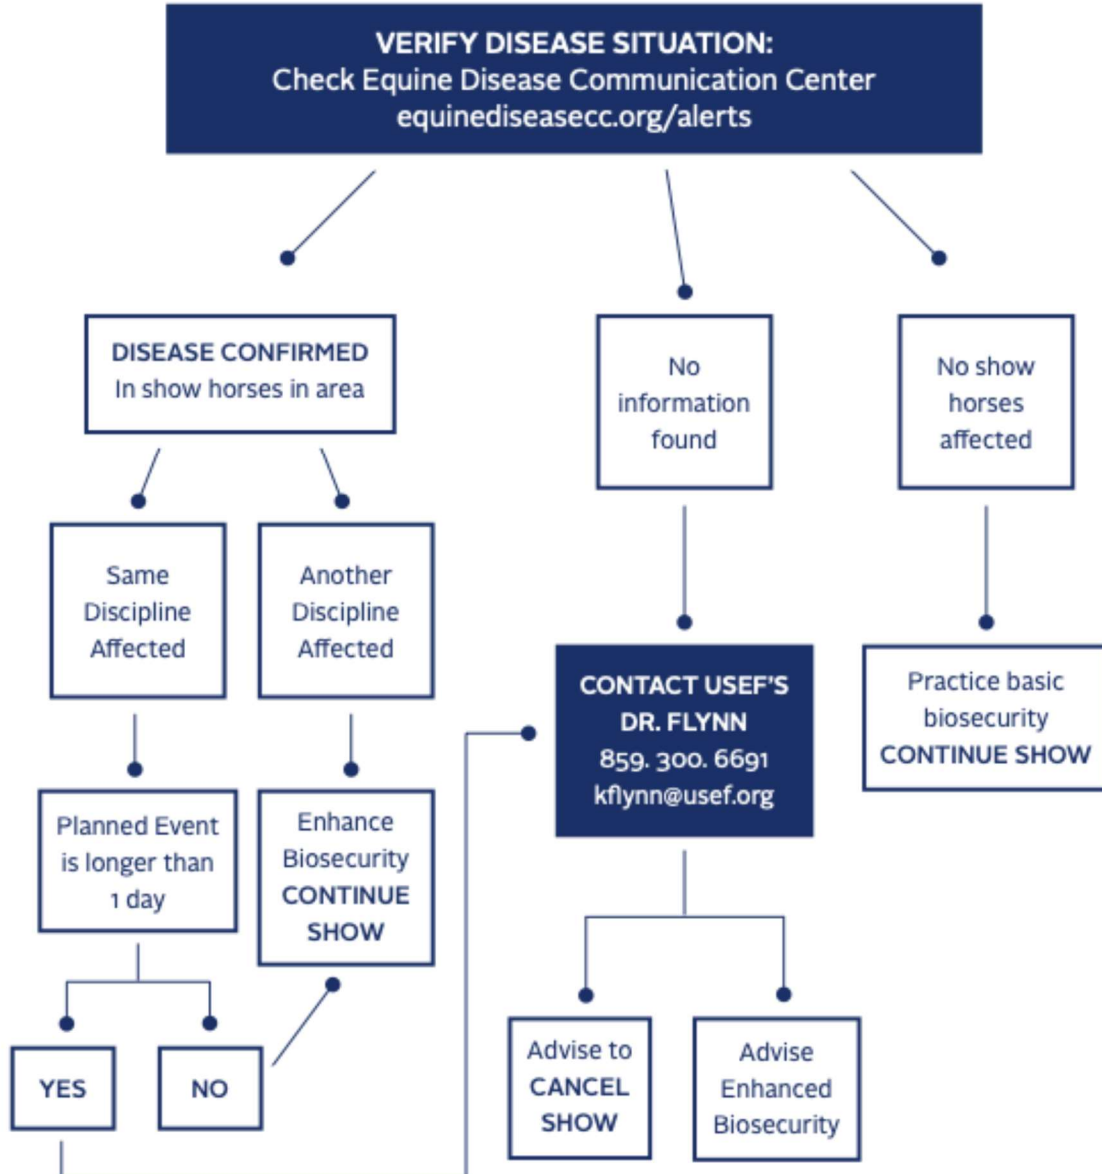 VERIFY DISEASE SITUATION:
Check Equine Disease Communication Center
equinediseasecc.org/alerts
DISEASE CONFIRMED
In show horses in area
No
information
found
No show
horses
affected
Same
Discipline
Affected
Another
Discipline
Affected
CONTACT USEF'S
DR. FLYNN
859. 300. 6691
kflynn@usef.org
Practice basic
biosecurity
CONTINUE SHOW
Planned Event
is longer than
1 day
Enhance
Biosecurity
CONTINUE
SHOW
YES
NO
Advise to
CANCEL
SHOW
Advise
Enhanced
Biosecurity